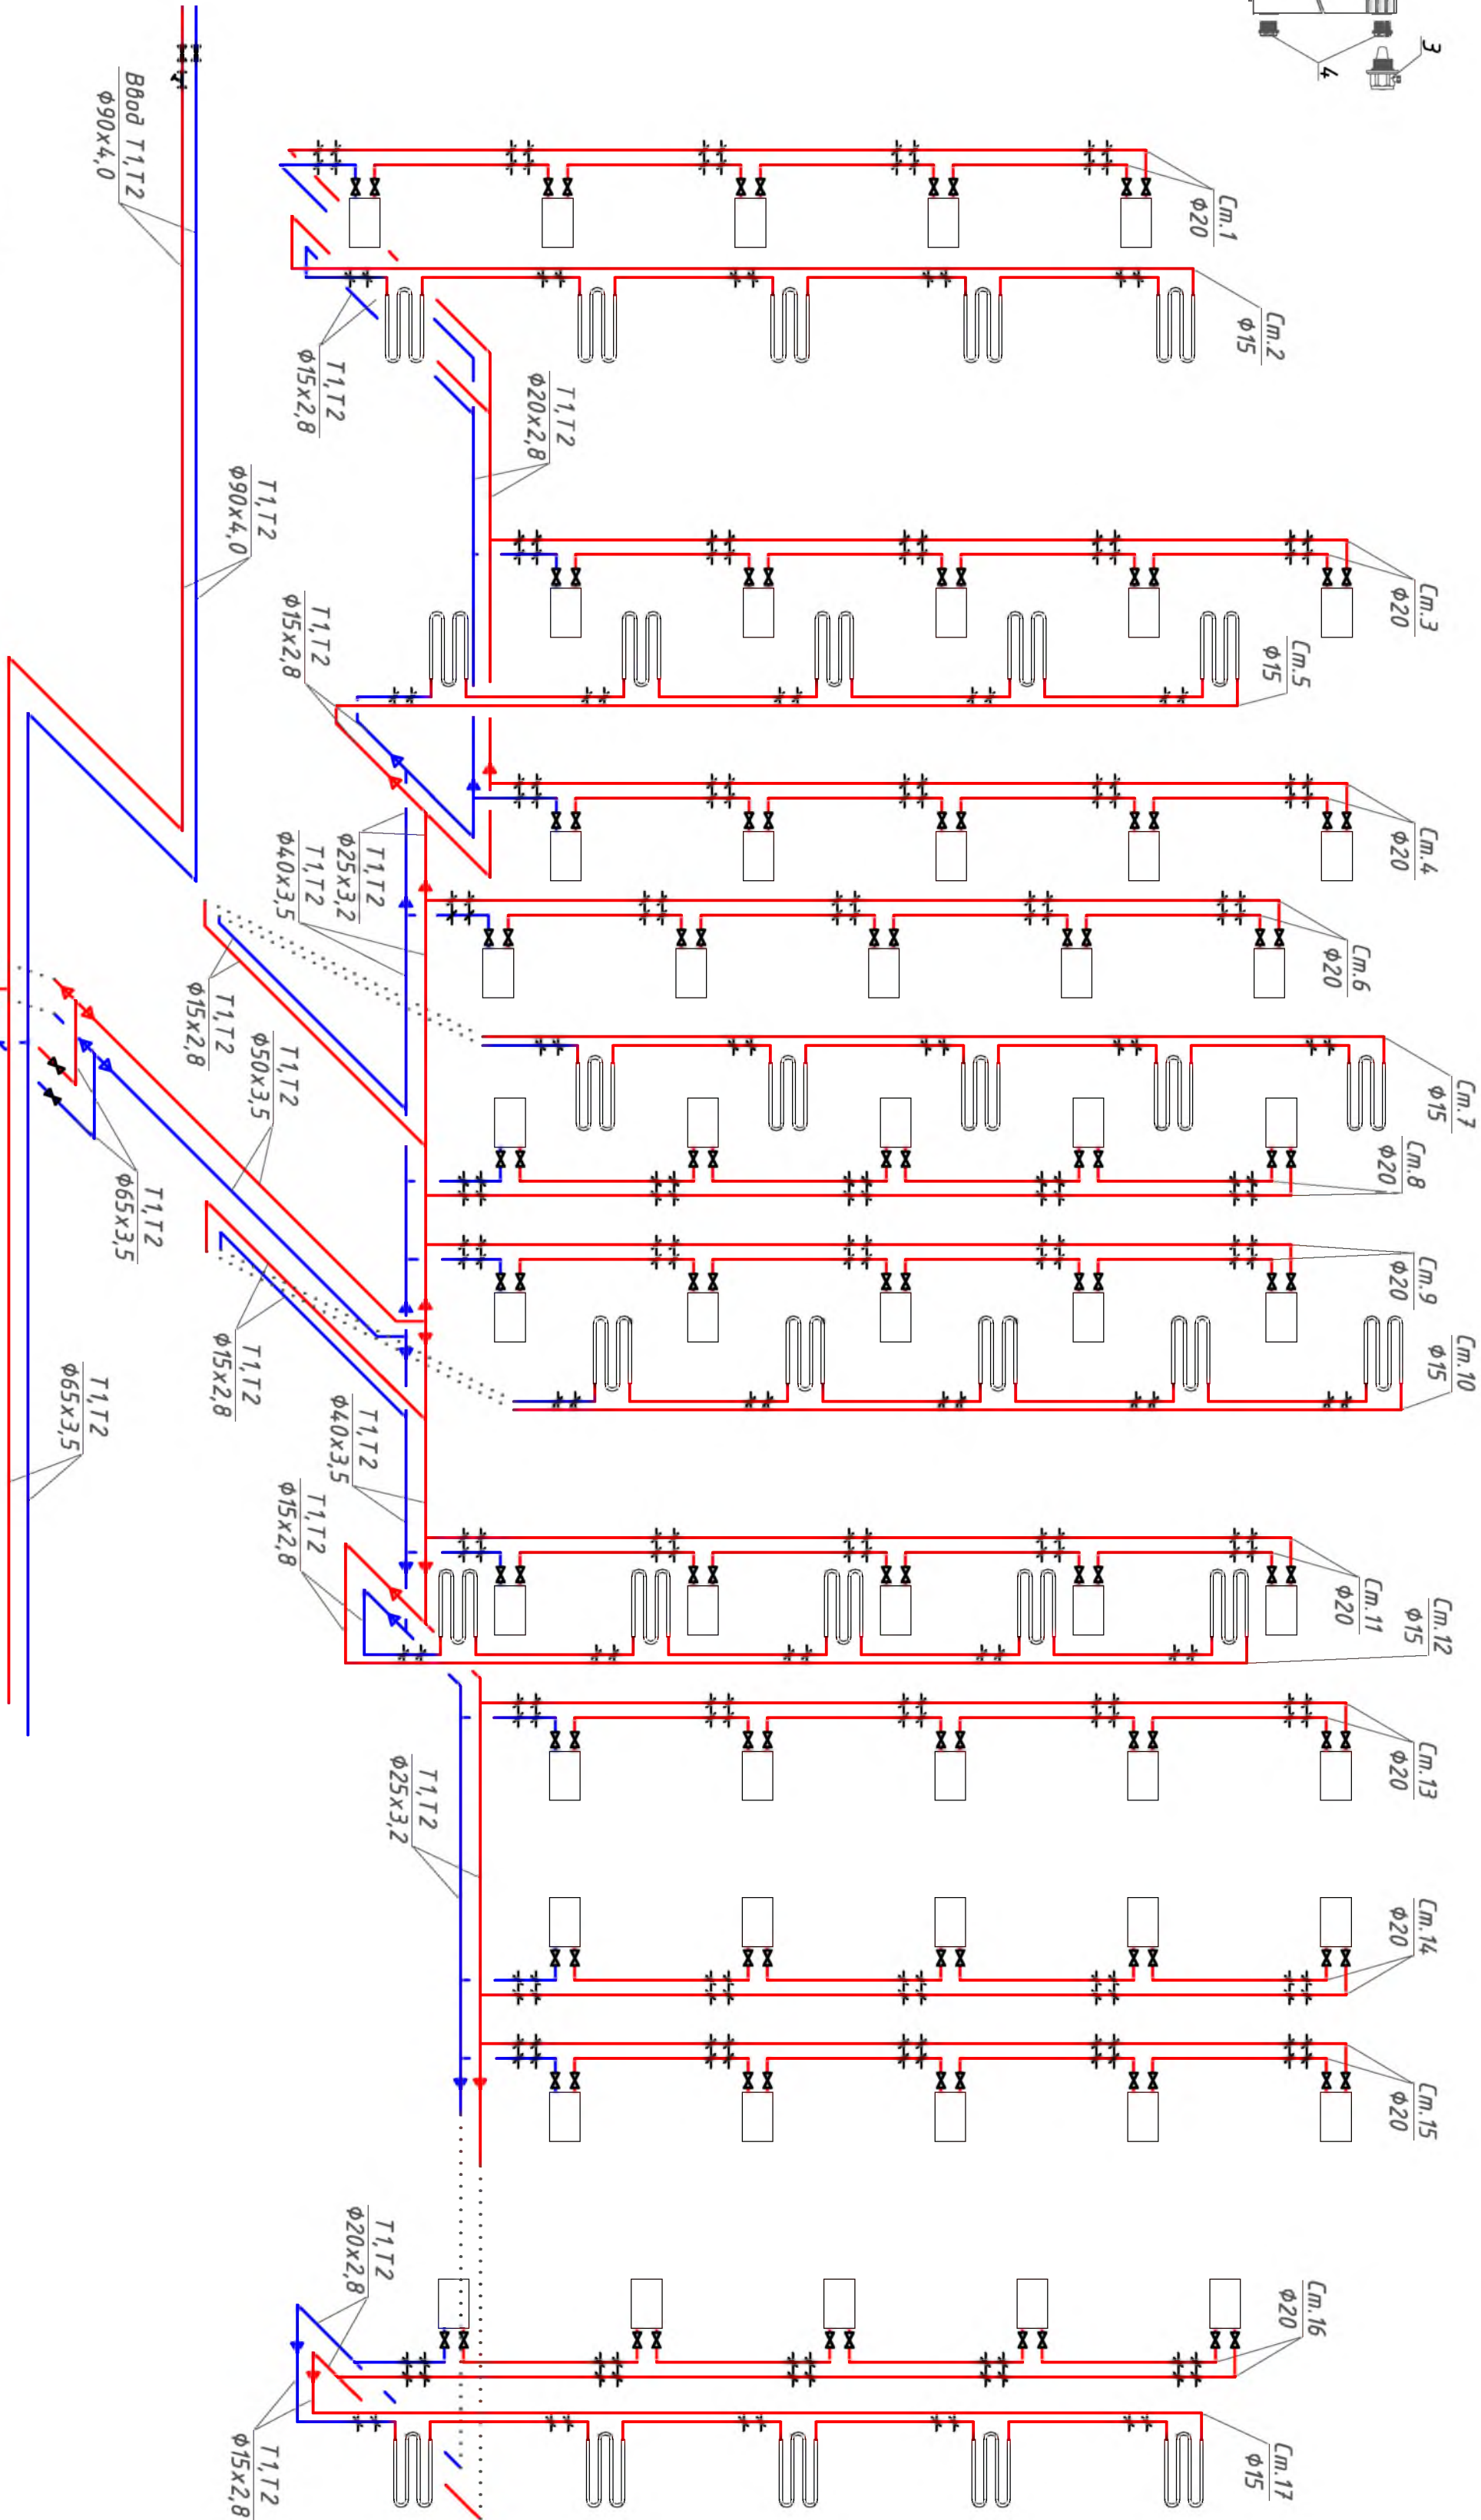 3
4
Ввод Т1,Т2
Ф90х4,0
Ст.1
Ф20
Ст.2
Ф15
Т1,Т2
Ф15х2,8
Т1,Т2
Ф20х2,8
Т1,Т2
Ф90х4,0
Ст.3
Ф20
Ст.5
Ф15
Т1,Т2
Ф15х2,8
Ст.4
Ф20
Т1,Т2
Ф25х3,2
Т1,Т2
Ф40х3,5
Ст.6
Ф20
Т1,Т2
Ф15х2,8
Т1,Т2
Ф50х3,5
Ст.7
Ф15
Ст.8
Ф20
Т1,Т2
Ф65х3,5
Ст.9
Ф20
Ст.10
Ф15
Т1,Т2
Ф15х2,8
Т1,Т2
Ф65х3,5
Т1,Т2
Ф40х3,5
Т1,Т2
Ф15х2,8
Ст.11
Ф20
Ст.12
Ф15
Ст.13
Ф20
Т1,Т2
Ф25х3,2
Ст.14
Ф20
Ст.15
Ф20
Т1,Т2
Ф20х2,8
Ст.16
Ф20
Т1,Т2
Ф15х2,8
Ст.17
Ф15